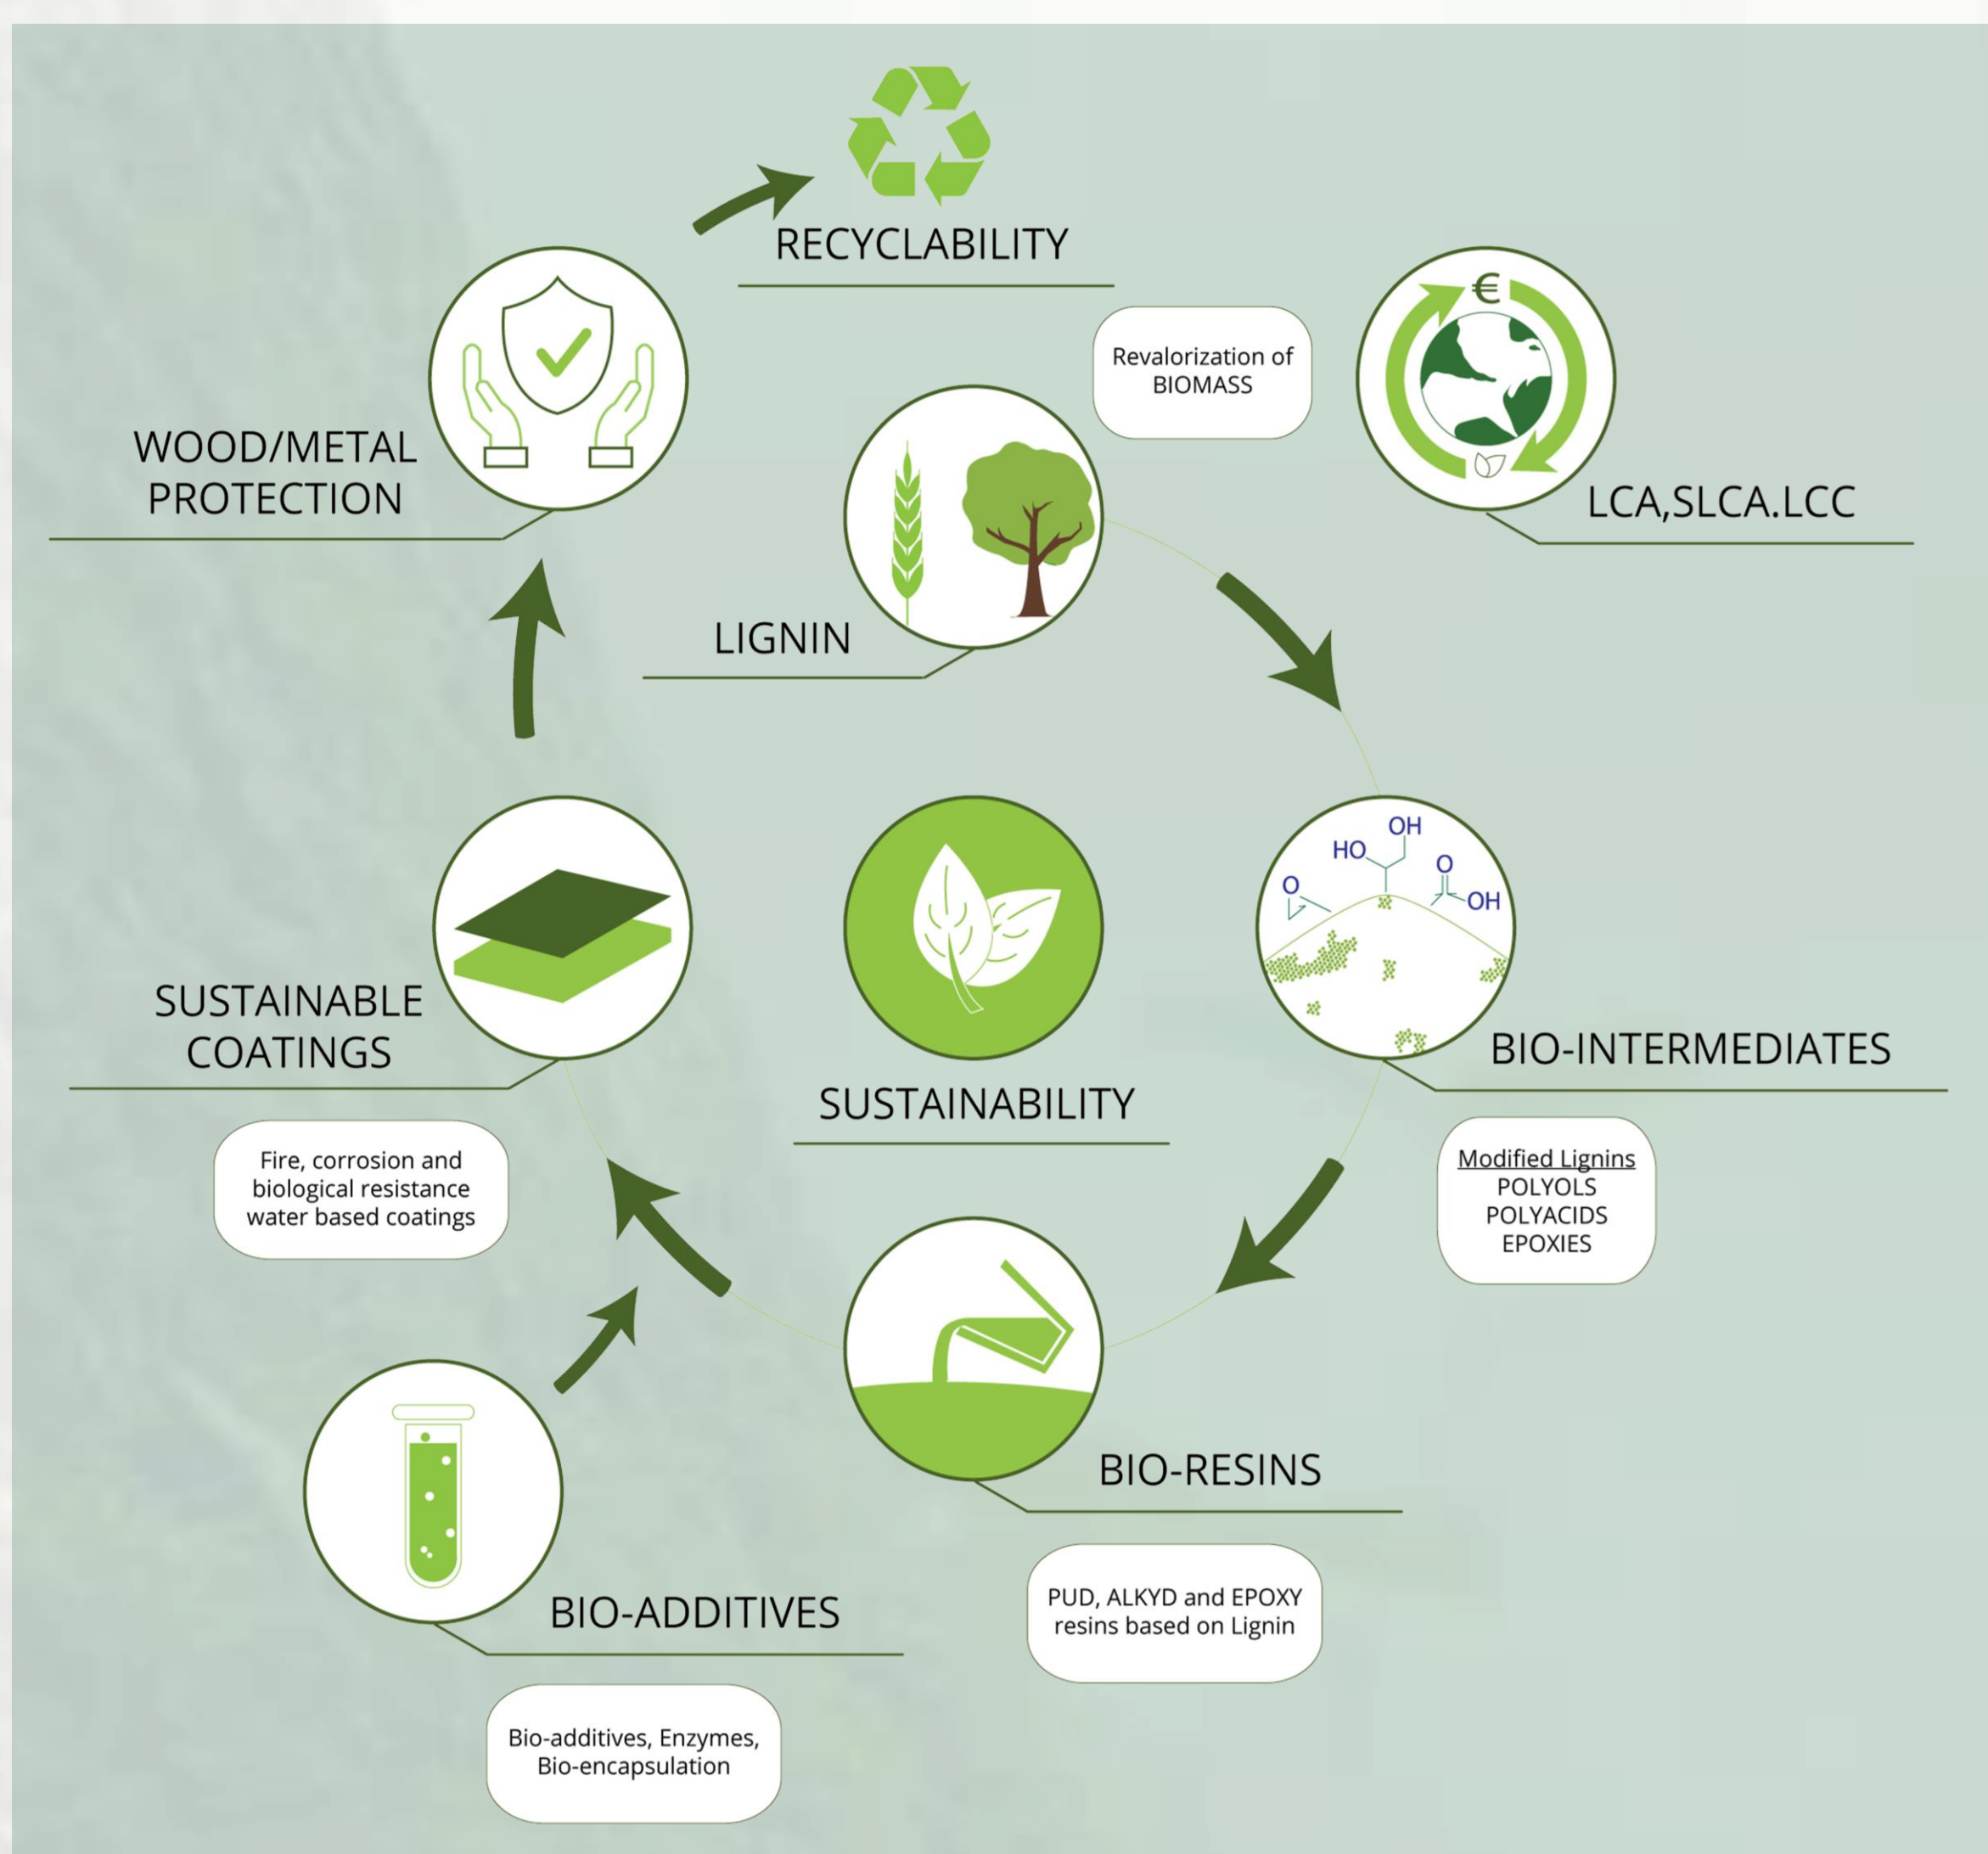 RECYCLABILITY
€
Revalorization of
BIOMASS
WOOD/METAL
PROTECTION
LCA,SLCA.LCC
LIGNIN
OH
HO
O
O
OH
SUSTAINABLE
COATINGS
BIO-INTERMEDIATES
SUSTAINABILITY
Fire, corrosion and
biological resistance
water based coatings
Modified Lignins
POLYOLS
POLYACIDS
EPOXIES
BIO-RESINS
PUD, ALKYD and EPOXY
resins based on Lignin
BIO-ADDITIVES
Bio-additives, Enzymes,
Bio-encapsulation